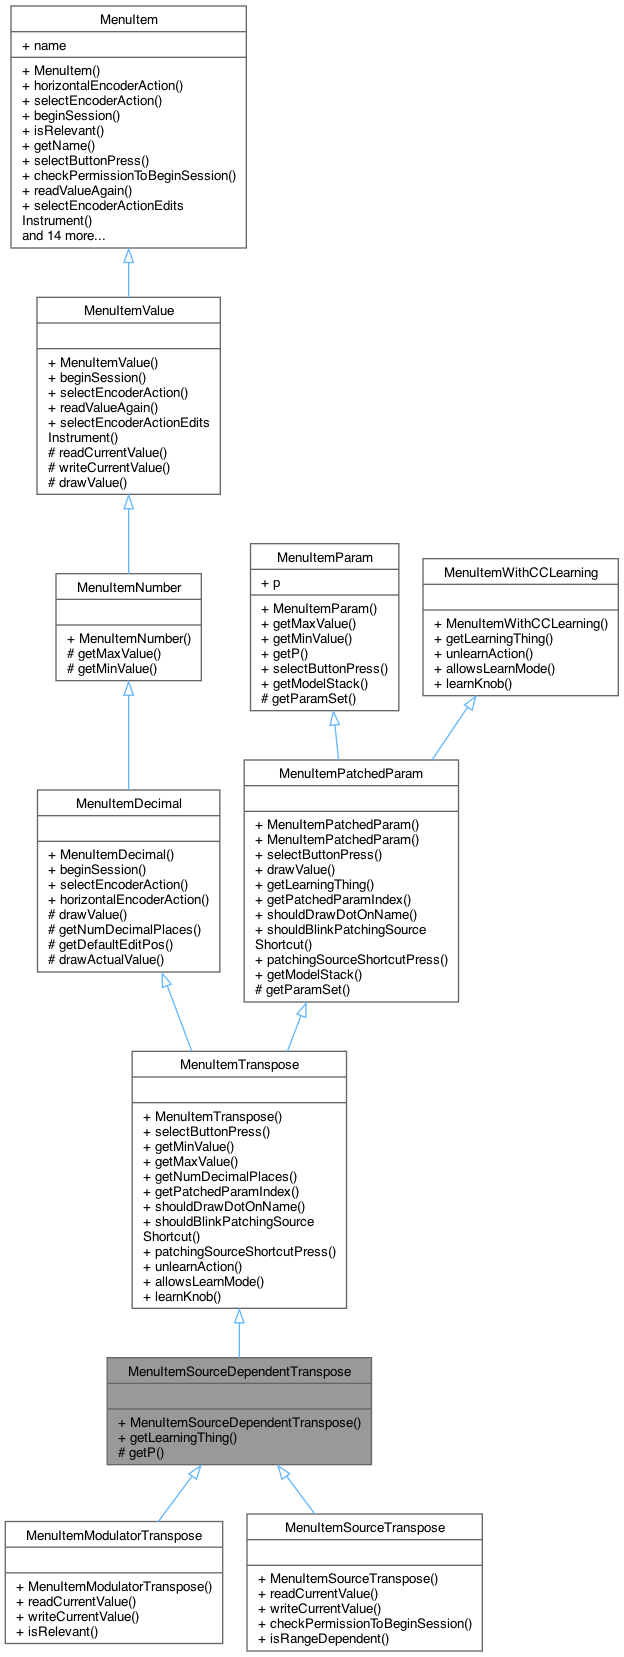 MenuItem
+ name
+ MenuItem()
+ horizontalEncoderAction()
+ selectEncoderAction()
+ beginSession()
+ isRelevant()
+ getName()
+ selectButtonPress()
+ checkPermissionToBeginSession()
+ readValueAgain()
+ selectEncoderActionEdits
Instrument()
and 14 more...
MenuItemValue
+ MenuItemValue()
+ beginSession()
+ selectEncoderAction()
+ readValueAgain()
+ selectEncoderActionEdits
Instrument()
# readCurrentValue()
# writeCurrentValue()
# drawValue()
MenuItemNumber
+ MenuItemNumber()
# getMaxValue()
# getMinValue()
MenuItemParam
+ p
+ MenuItemParam()
+ getMaxValue()
+ getMinValue()
+ getP()
+ selectButtonPress()
+ getModelStack()
# getParamSet()
MenuItemWithCCLearning
+ MenuItemWithCCLearning()
+ getLearningThing()
+ unlearnAction()
+ allowsLearnMode()
+ learnKnob()
MenuItemDecimal
+ MenuItemDecimal()
+ beginSession()
+ selectEncoderAction()
+ horizontalEncoderAction()
# drawValue()
# getNumDecimalPlaces()
# getDefaultEditPos()
# drawActualValue()
MenuItemPatchedParam
+ MenuItemPatchedParam()
+ MenuItemPatchedParam()
+ selectButtonPress()
+ drawValue()
+ getLearningThing()
+ getPatchedParamIndex()
+ shouldDrawDotOnName()
+ shouldBlinkPatchingSource
Shortcut()
+ patchingSourceShortcutPress()
+ getModelStack()
# getParamSet()
MenuItemTranspose
+ MenuItemTranspose()
+ selectButtonPress()
+ getMinValue()
+ getMaxValue()
+ getNumDecimalPlaces()
+ getPatchedParamIndex()
+ shouldDrawDotOnName()
+ shouldBlinkPatchingSource
Shortcut()
+ patchingSourceShortcutPress()
+ unlearnAction()
+ allowsLearnMode()
+ learnKnob()
MenuItemSourceDependentTranspose
+ MenuItemSourceDependentTranspose()
+ getLearningThing()
# getP()
MenuItemModulatorTranspose
+ MenuItemModulatorTranspose()
+ readCurrentValue()
+ writeCurrentValue()
+ isRelevant()
MenuItemSourceTranspose
+ MenuItemSourceTranspose()
+ readCurrentValue()
+ writeCurrentValue()
+ checkPermissionToBeginSession()
+ isRangeDependent()